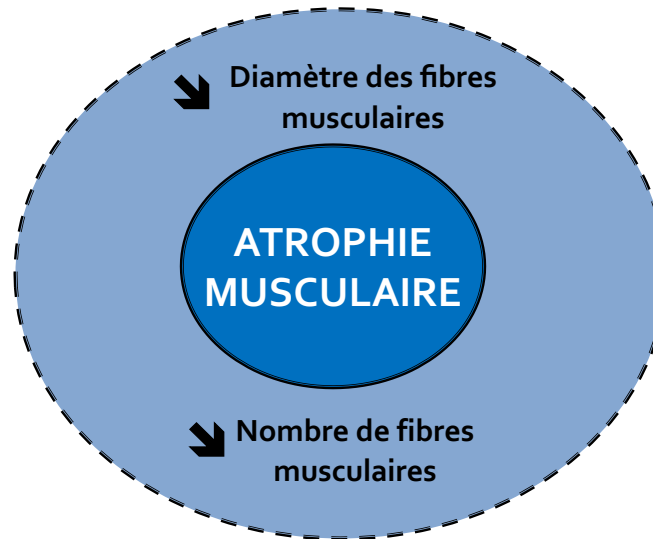 Diamètre des fibres
musculaires
ATROPHIE
MUSCULAIRE
Nombre de fibres
musculaires